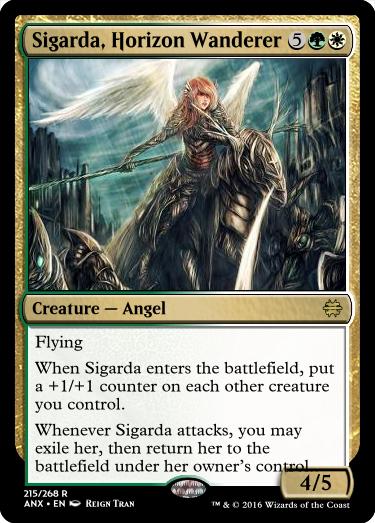 Sigarda, Horizon Wanderer 5
Creature — Angel
Flying
When Sigarda enters the battlefield, put
a +1/+1 counter on each other creature
you control.
Whenever Sigarda attacks, you may
exile her, then return her to the
battlefield under her owner's control.
4/5
215/268 R
ANX • EN Reign Tran
™ & © 2016 Wizards of the Coast